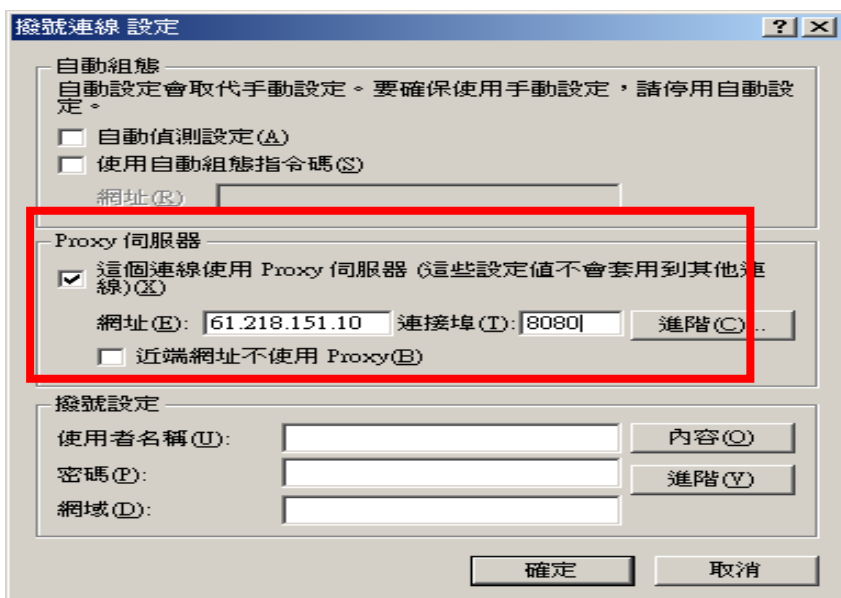 撥號連線 設定
自動組態
自動設定會取代手動設定。要確保使用手動設定，請停用自動設
定。
自動偵測設定(A)
使用自動組態指令碼(S)
網址(R)
Proxy 伺服器
這個連線使用 Proxy 伺服器 (這些設定值不會套用到其他連
線)(X)
網址(E): 61.218.151.10 連接埠(T): 8080 進階(C)...
近端網址不使用 Proxy(B)
撥號設定
使用者名稱(U): 內容(O)
密碼(P): 進階(V)
網域(D):
確定 取消